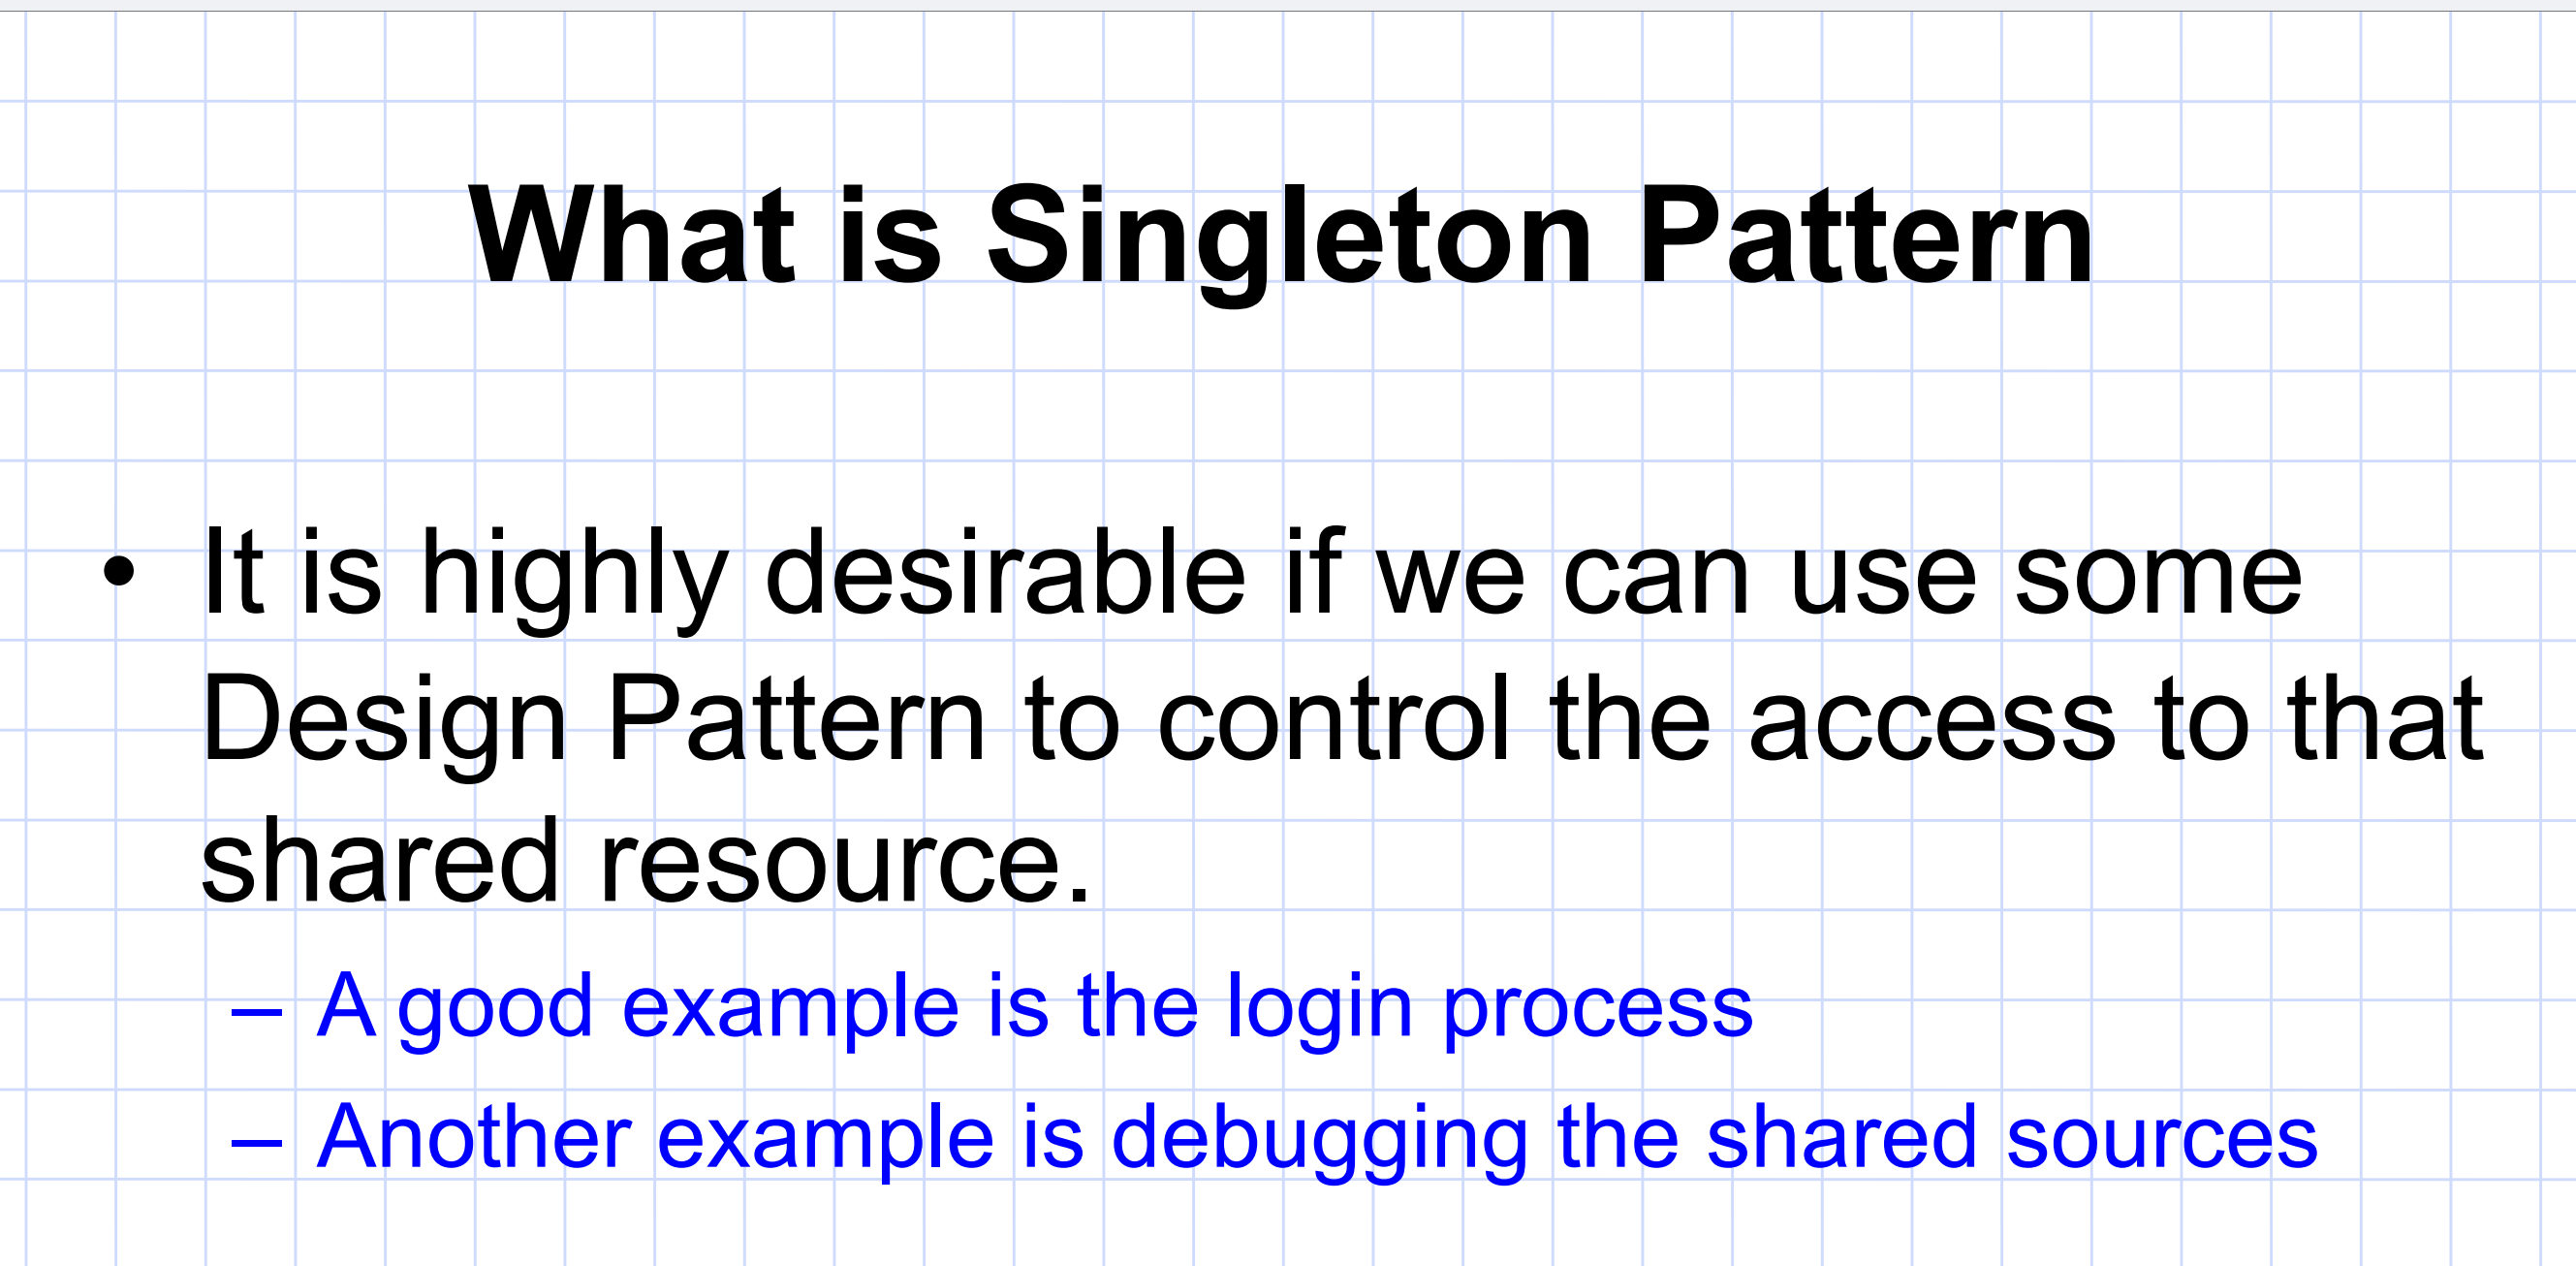 What is Singleton Pattern
• It is highly desirable if we can use some
Design Pattern to control the access to that
shared resource.
– A good example is the login process
– Another example is debugging the shared sources